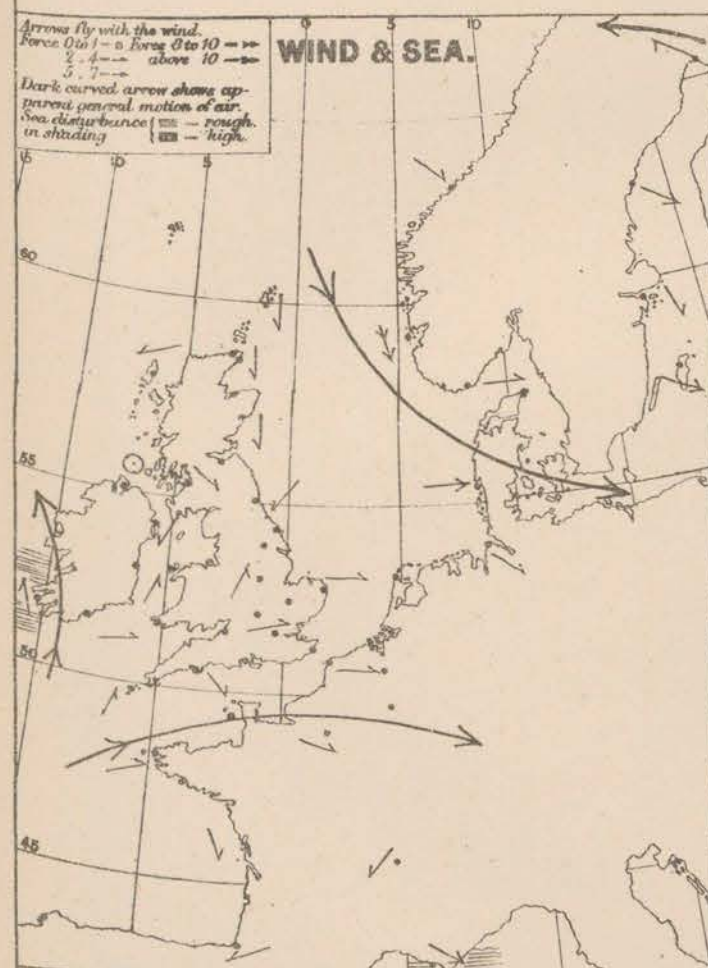 0 5 10
WIND & SEA.
Arrows fly with the wind.
Force 0 to 1 – o Force 8 to 10 –
2 . 4 – above 10 –
5 . 7 –
Dark curved arrow shows ap-
parent general motion of air.
Sea disturbance { – rough.
in shading – high.
15 10 5
60
55
50
45